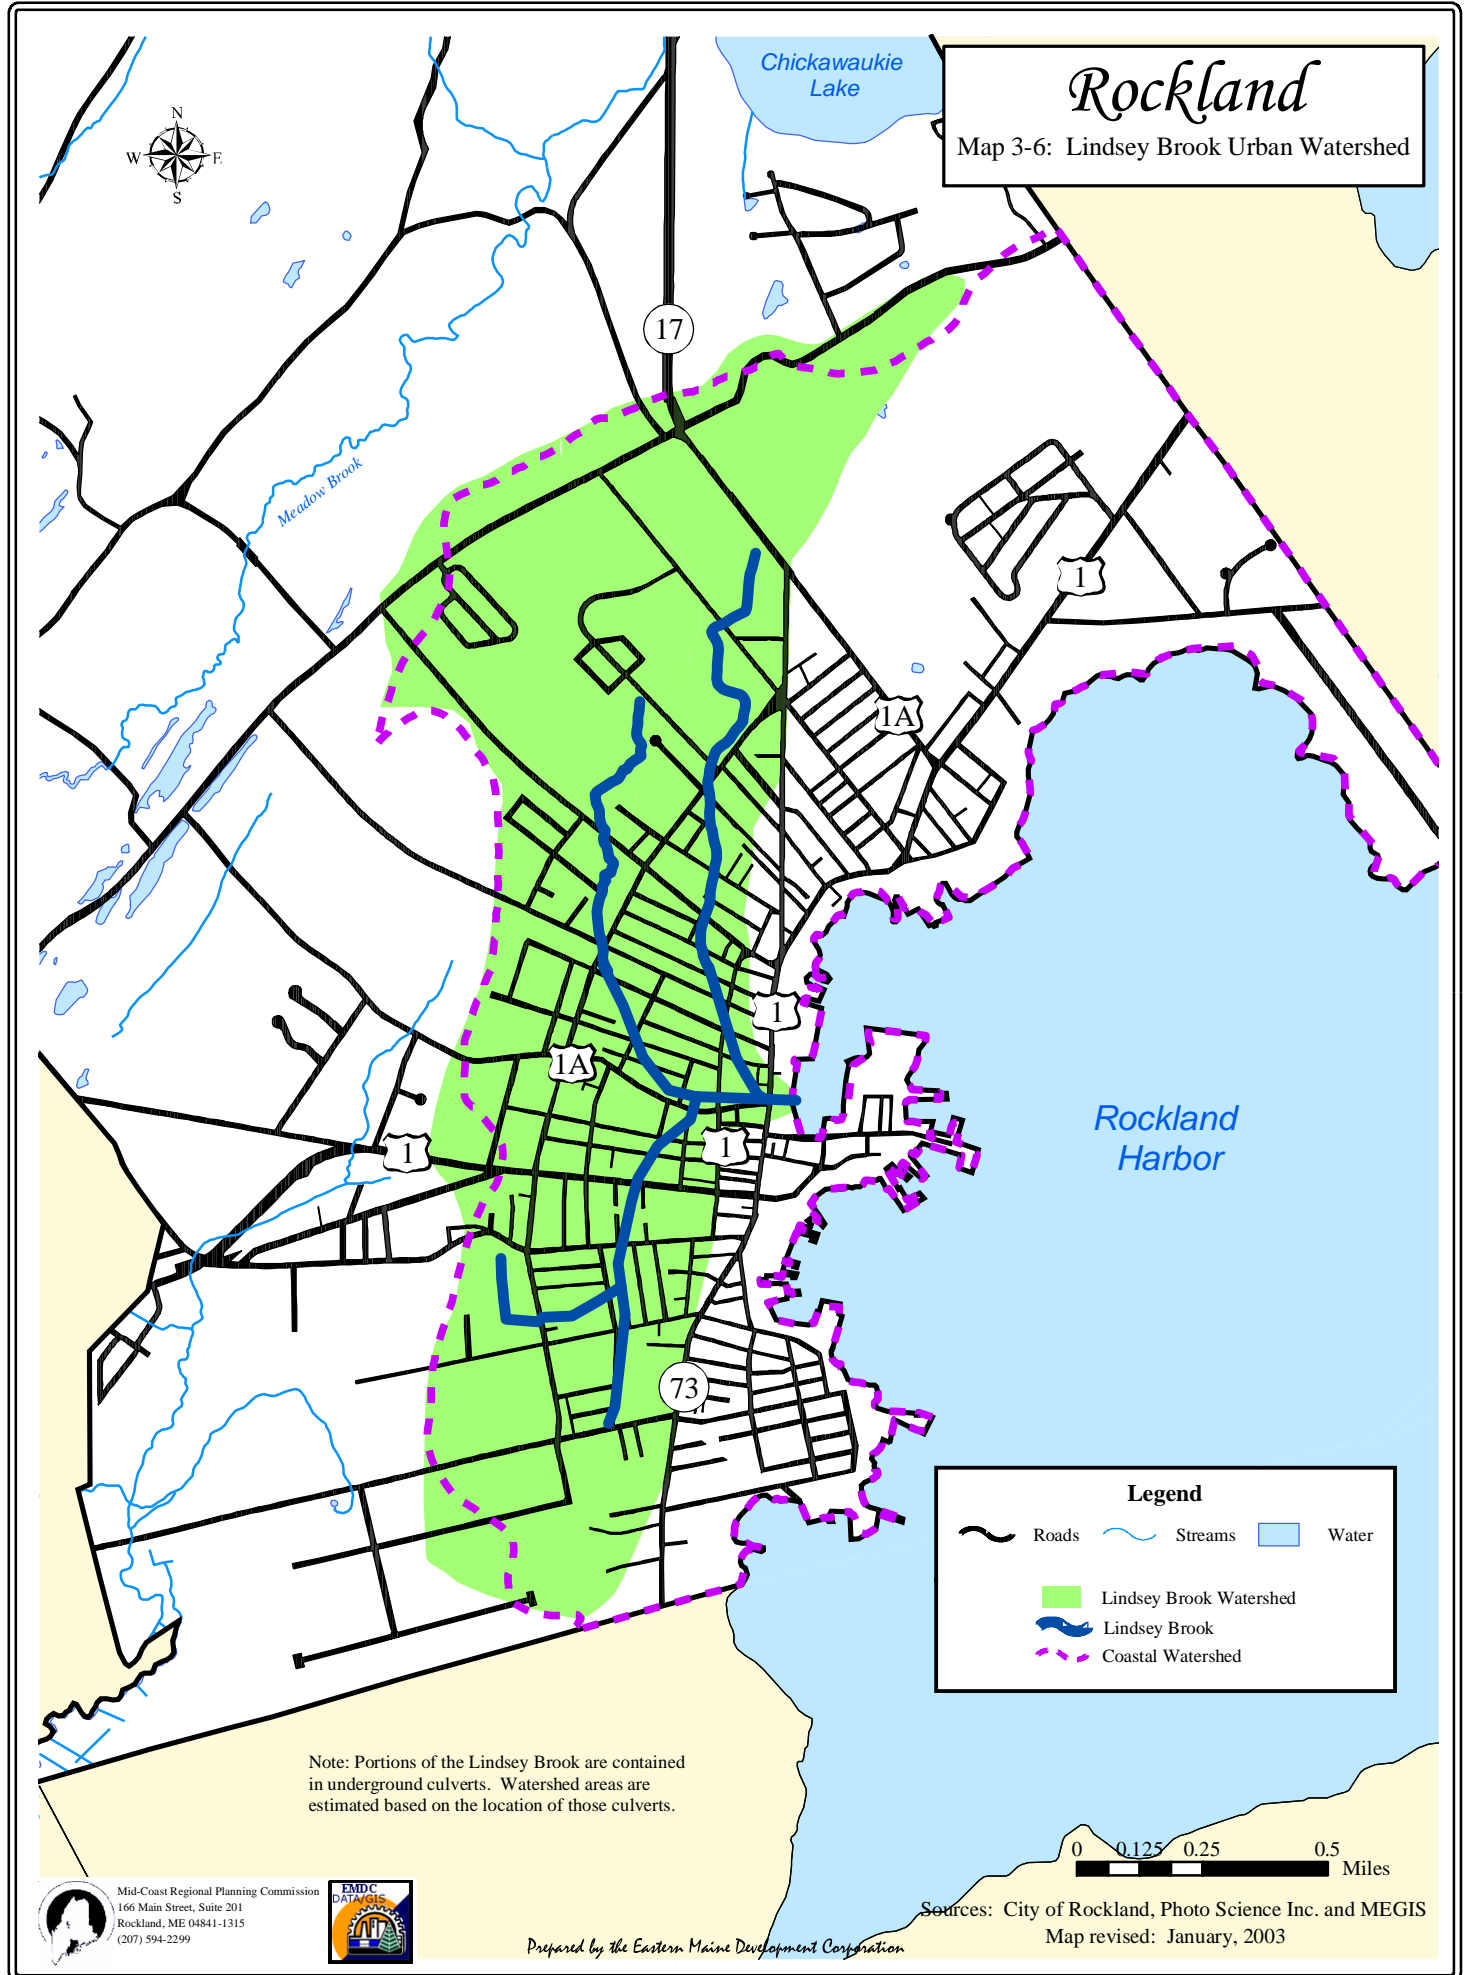 Chickawaukie
Lake
Rockland
Map 3-6: Lindsey Brook Urban Watershed
N
W E
S
17
Meadow Brook
1
1A
1
1A
1
1
Rockland
Harbor
73
Legend
Roads Streams Water
Lindsey Brook Watershed
Lindsey Brook
Coastal Watershed
Note: Portions of the Lindsey Brook are contained
in underground culverts. Watershed areas are
estimated based on the location of those culverts.
0 0.125 0.25 0.5
Miles
Mid-Coast Regional Planning Commission
166 Main Street, Suite 201
Rockland, ME 04841-1315
(207) 594-2299
EMDC
DATA/GIS
Prepared by the Eastern Maine Development Corporation
Sources: City of Rockland, Photo Science Inc. and MEGIS
Map revised: January, 2003